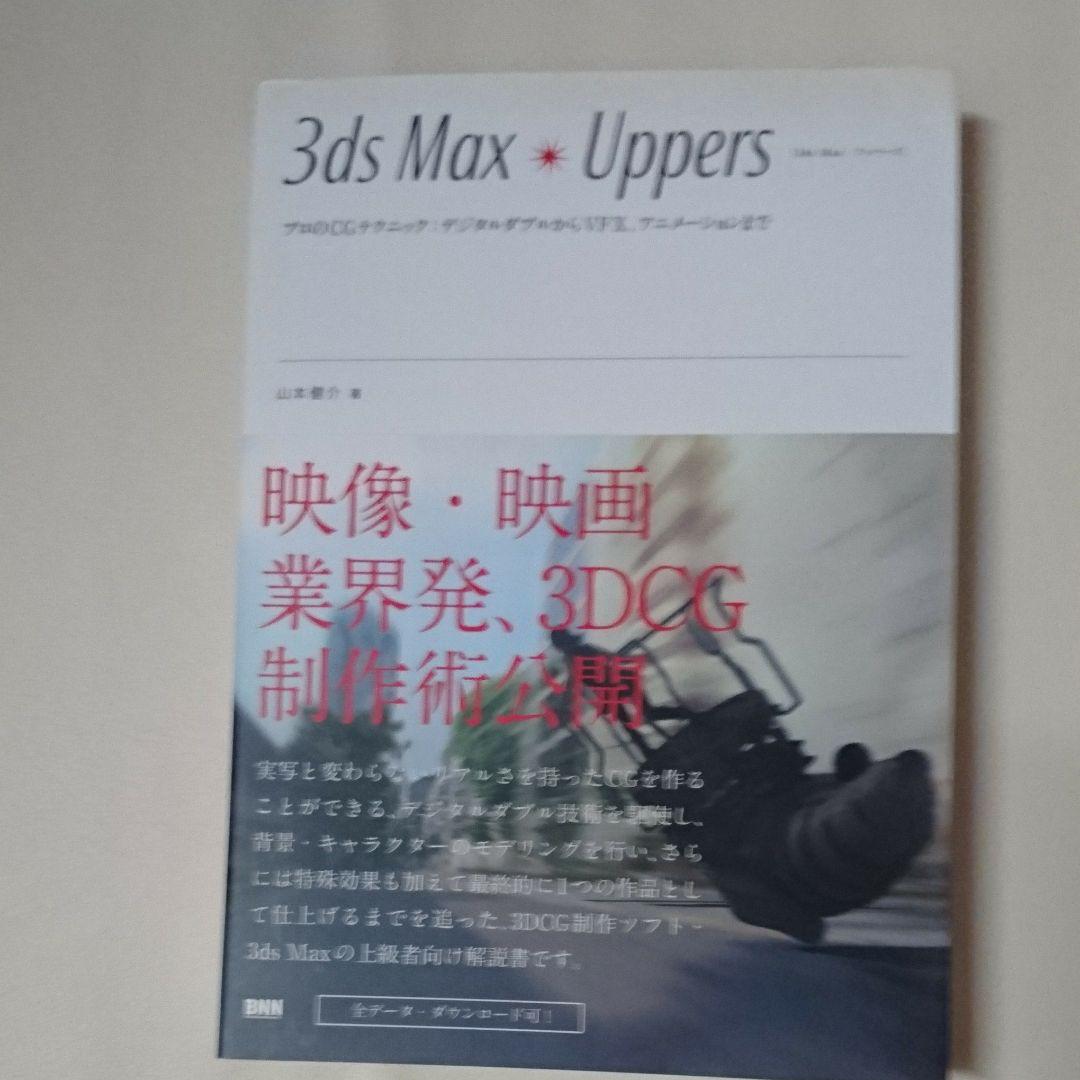 3ds Max ✷ Uppers
プロのCGテクニック：デジタルダブルからVFX、アニメーションまで
山本健介 著
映像・映画
業界発、3DCG
制作術公開
実写と変わらないリアルさを持ったCGを作る
ことができる、デジタルダブル技術を駆使し、
背景・キャラクターのモデリングを行い、さら
には特殊効果も加えて最終的に1つの作品とし
て仕上げるまでを追った、3DCG制作ソフト-
3ds Maxの上級者向け解説書です。
BNN
全データ・ダウンロード可！